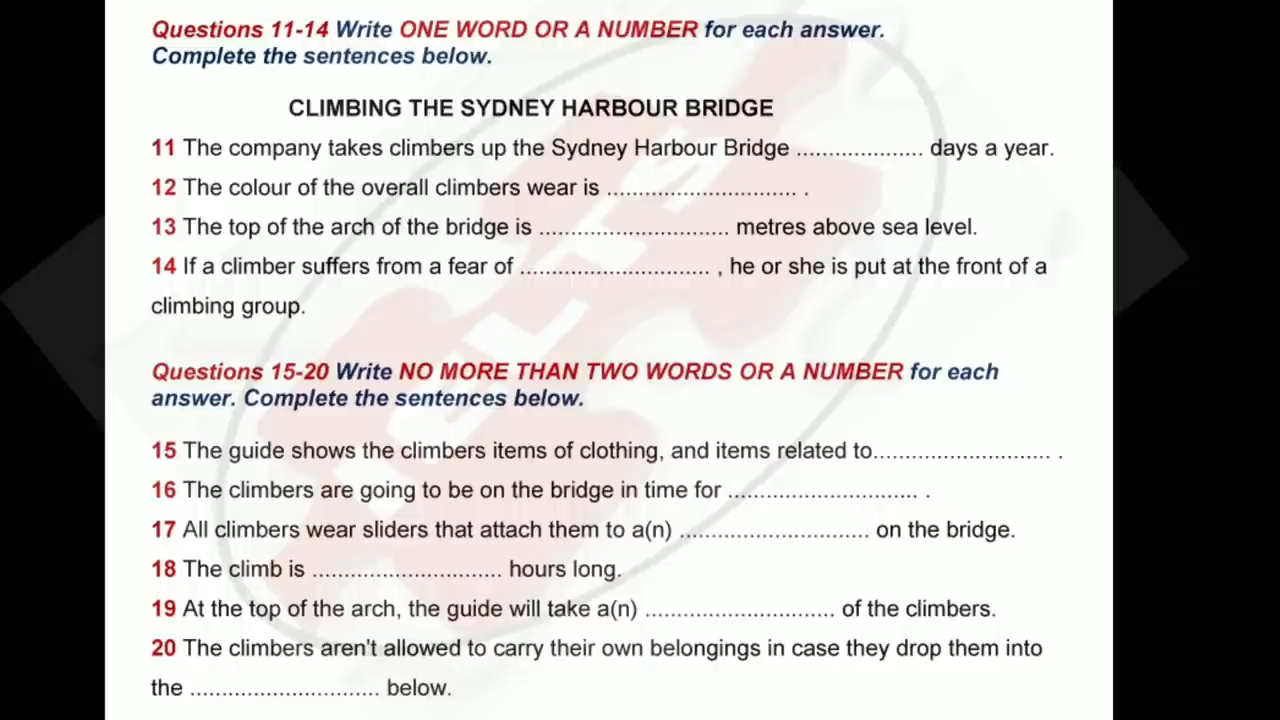 Questions 11-14 Write ONE WORD OR A NUMBER for each answer.
Complete the sentences below.
CLIMBING THE SYDNEY HARBOUR BRIDGE
11 The company takes climbers up the Sydney Harbour Bridge ................... days a year.
12 The colour of the overall climbers wear is ............................. .
13 The top of the arch of the bridge is ............................. metres above sea level.
14 If a climber suffers from a fear of ............................. , he or she is put at the front of a
climbing group.
Questions 15-20 Write NO MORE THAN TWO WORDS OR A NUMBER for each
answer. Complete the sentences below.
15 The guide shows the climbers items of clothing, and items related to........................... .
16 The climbers are going to be on the bridge in time for ............................. .
17 All climbers wear sliders that attach them to a(n) ............................. on the bridge.
18 The climb is ............................. hours long.
19 At the top of the arch, the guide will take a(n) ............................. of the climbers.
20 The climbers aren't allowed to carry their own belongings in case they drop them into
the ............................. below.
IELTS